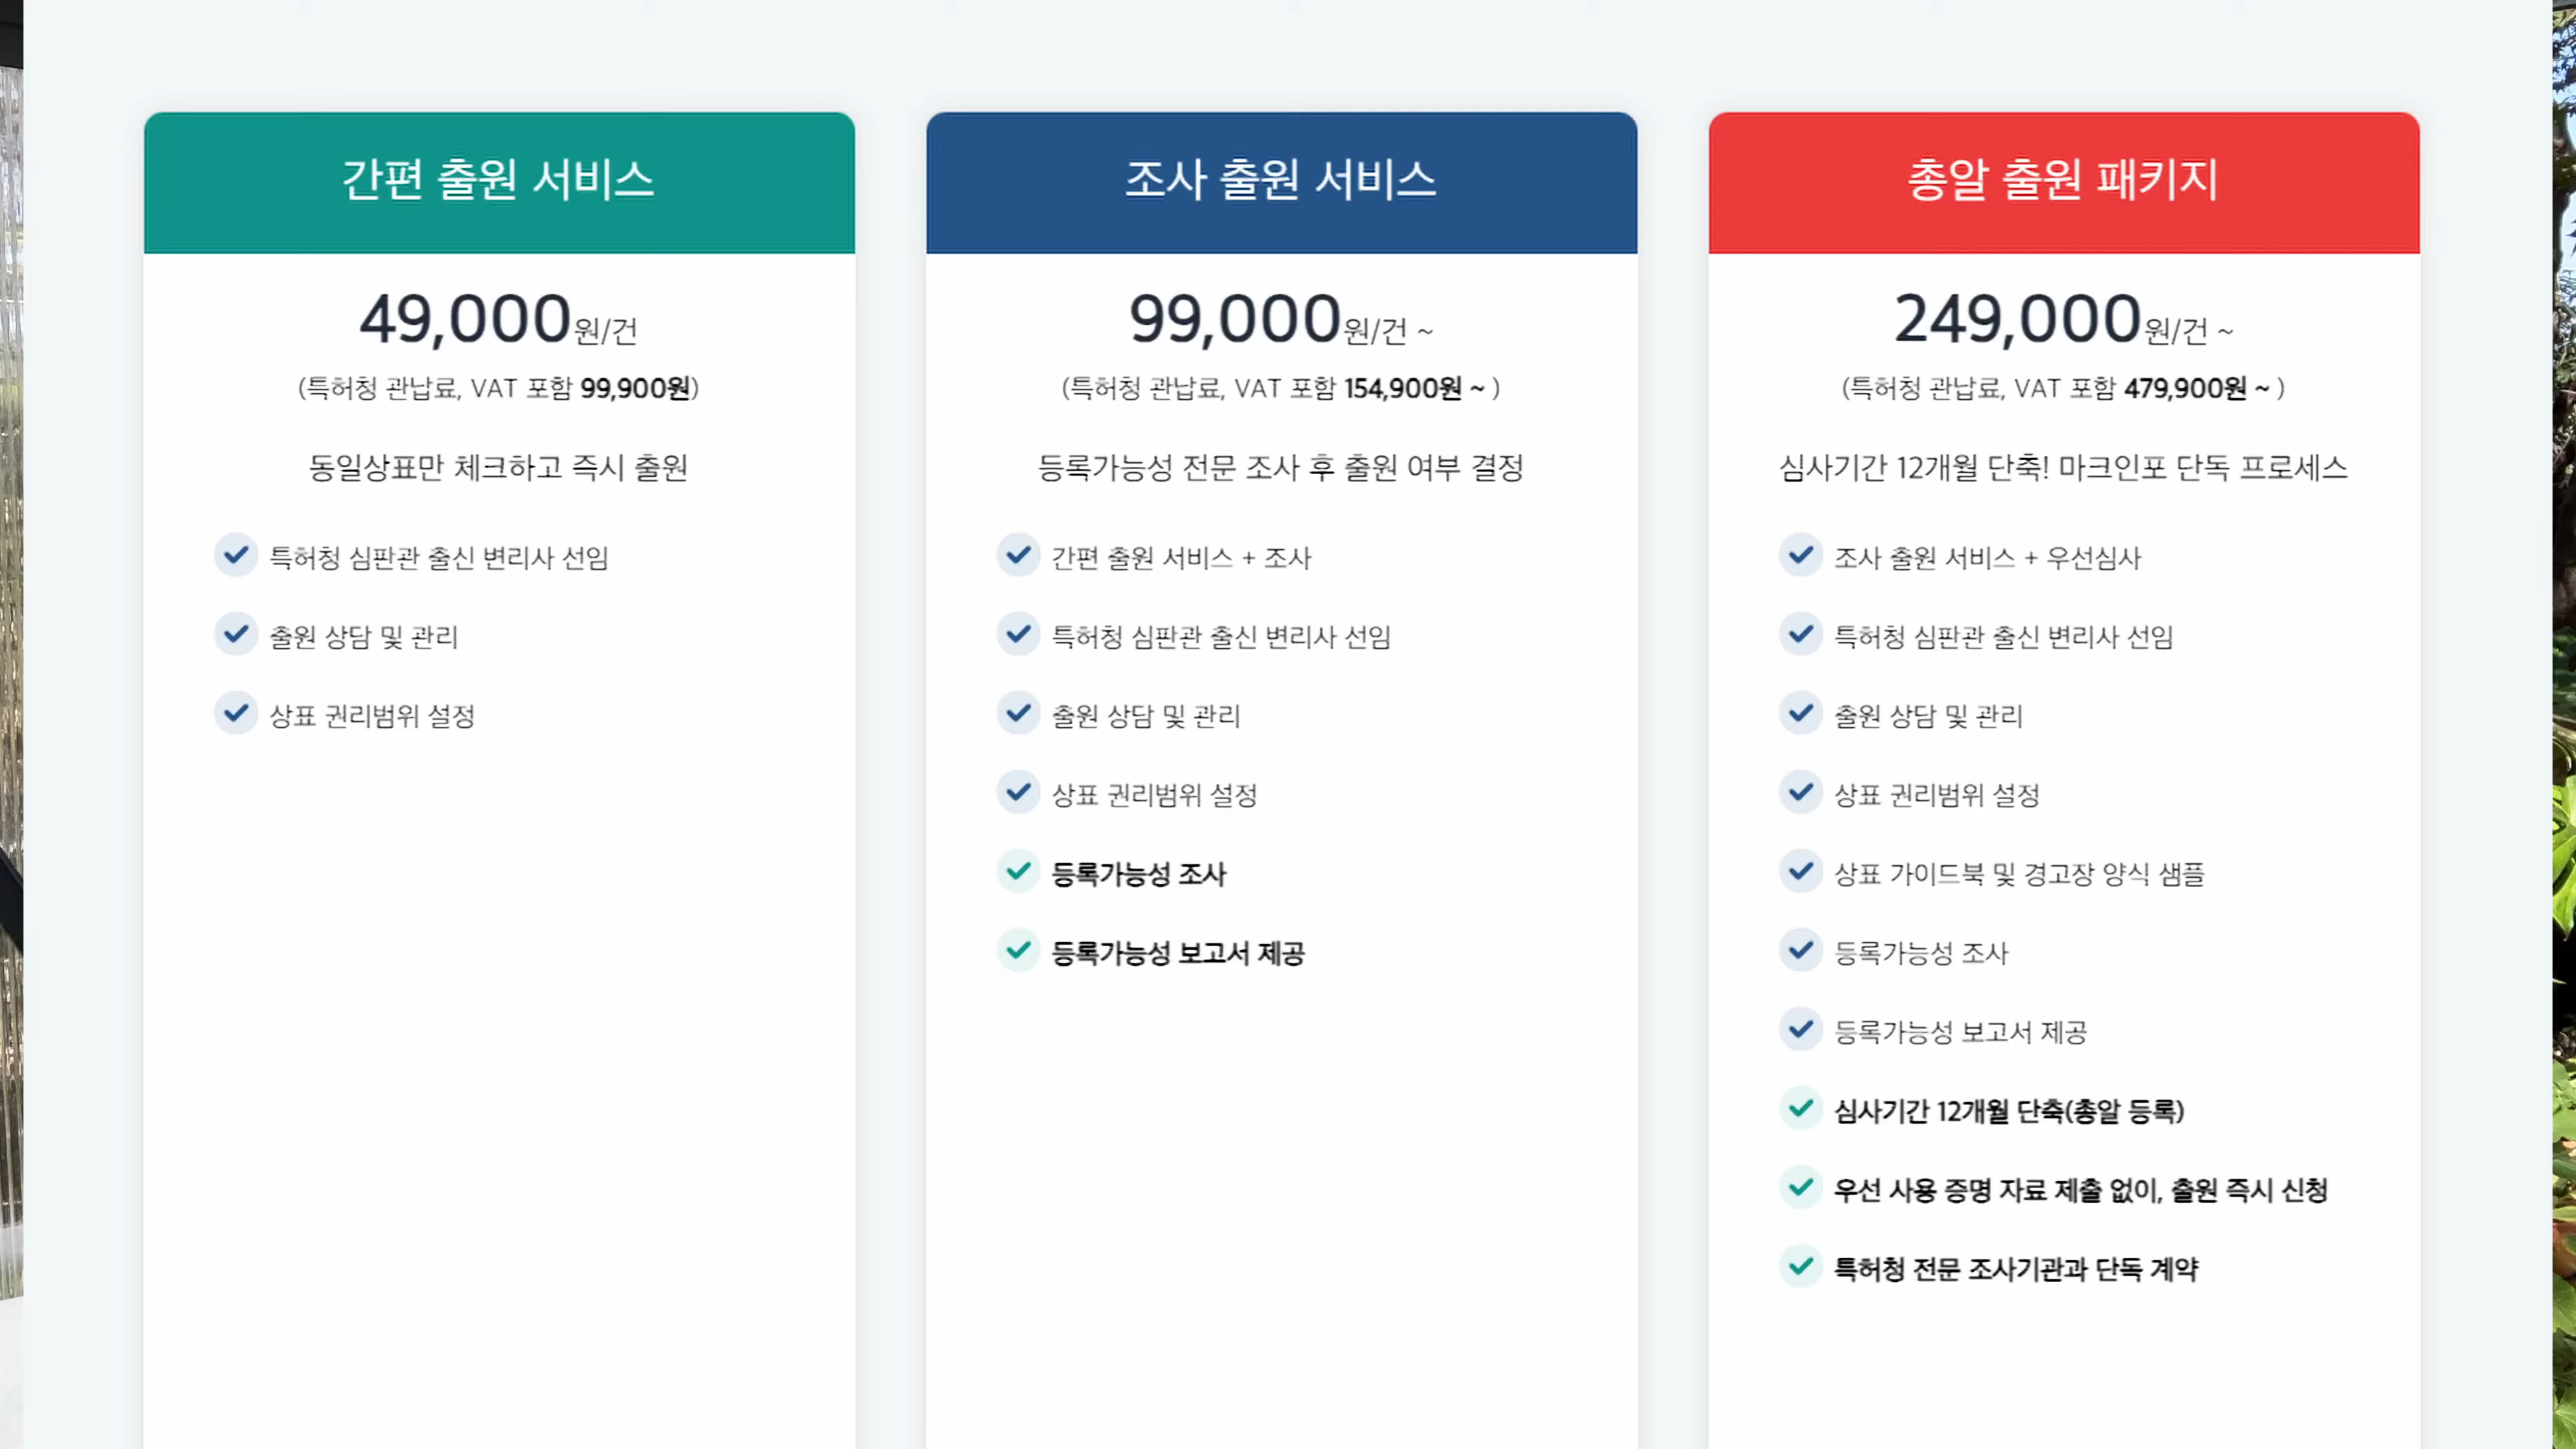 간편 출원 서비스
49,000원/건
(특허청 관납료, VAT 포함 99,900원)
동일상표만 체크하고 즉시 출원
특허청 심판관 출신 변리사 선임
출원 상담 및 관리
상표 권리범위 설정
조사 출원 서비스
99,000원/건 ~
(특허청 관납료, VAT 포함 154,900원 ~ )
등록가능성 전문 조사 후 출원 여부 결정
간편 출원 서비스 + 조사
특허청 심판관 출신 변리사 선임
출원 상담 및 관리
상표 권리범위 설정
등록가능성 조사
등록가능성 보고서 제공
총알 출원 패키지
249,000원/건 ~
(특허청 관납료, VAT 포함 479,900원 ~ )
심사기간 12개월 단축! 마크인포 단독 프로세스
조사 출원 서비스 + 우선심사
특허청 심판관 출신 변리사 선임
출원 상담 및 관리
상표 권리범위 설정
상표 가이드북 및 경고장 양식 샘플
등록가능성 조사
등록가능성 보고서 제공
심사기간 12개월 단축(총알 등록)
우선 사용 증명 자료 제출 없이, 출원 즉시 신청
특허청 전문 조사기관과 단독 계약